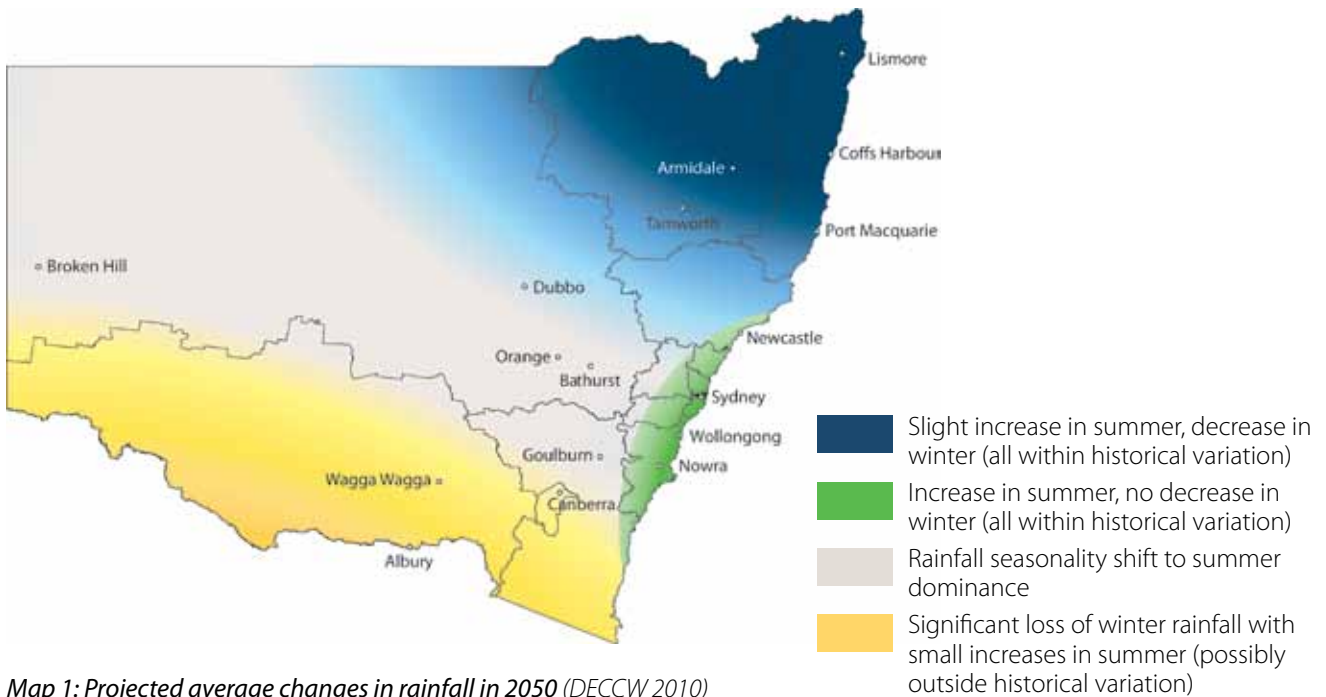 Lismore
Coffs Harbour
Armidale
Tamworth
Port Macquarie
Broken Hill
Dubbo
Newcastle
Orange
Bathurst
Sydney
Wollongong
Goulburn
Nowra
Wagga Wagga
Canberra
Albury
Slight increase in summer, decrease in
winter (all within historical variation)
Increase in summer, no decrease in
winter (all within historical variation)
Rainfall seasonality shift to summer
dominance
Significant loss of winter rainfall with
small increases in summer (possibly
outside historical variation)
Map 1: Projected average changes in rainfall in 2050 (DECCW 2010)